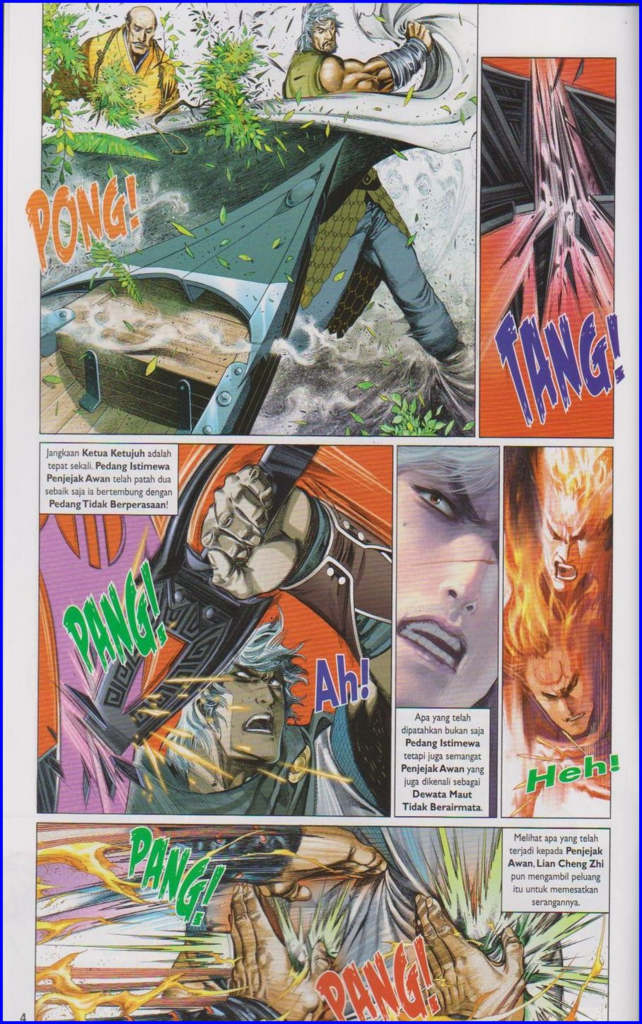 PONG!
TANG!
Jangkaan Ketua Ketujuh adalah
tepat sekali. Pedang Istimewa
Penjejak Awan telah patah dua
sebaik saja ia bertembung dengan
Pedang Tidak Berperasaan!
PANG!
Ah!
Apa yang telah
dipatahkan bukan saja
Pedang Istimewa
tetapi juga semangat
Penjejak Awan yang
juga dikenali sebagai
Dewata Maut
Tidak Berairmata.
Heh!
PANG!
Melihat apa yang telah
terjadi kepada Penjejak
Awan, Lian Cheng Zhi
pun mengambil peluang
itu untuk memesatkan
serangannya.
PANG!
4